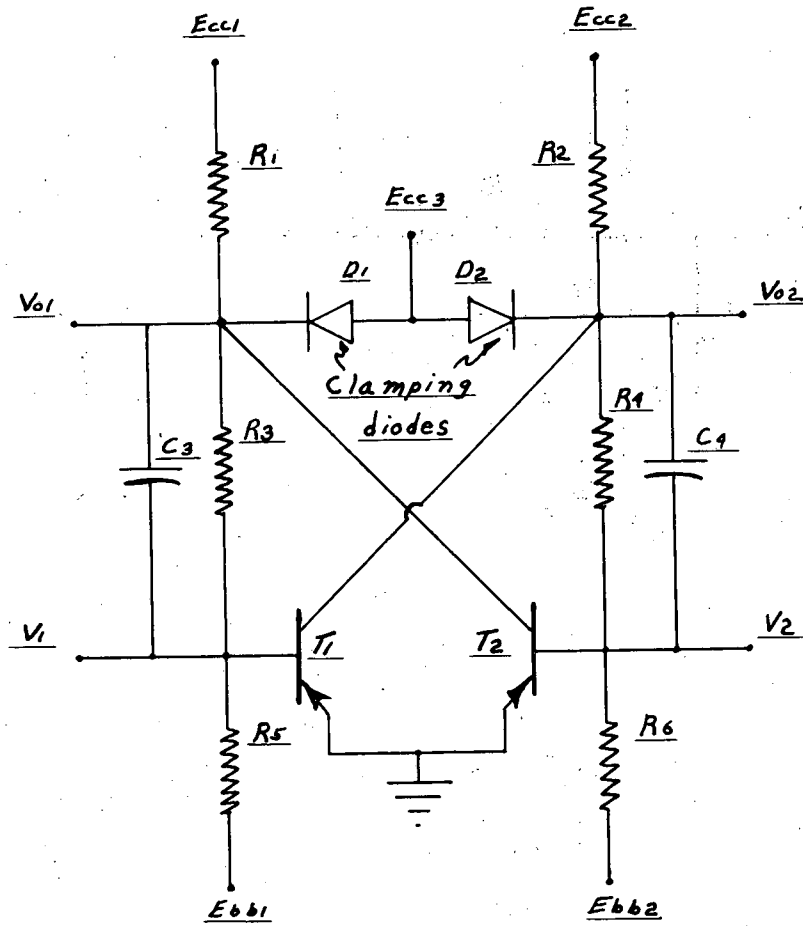 Ecc1
Ecc2
R1
R2
Ecc3
D1
D2
Vo1
Vo2
Clamping
diodes
C3
R3
R4
C4
V1
T1
T2
V2
R5
R6
Ebb1
Ebb2